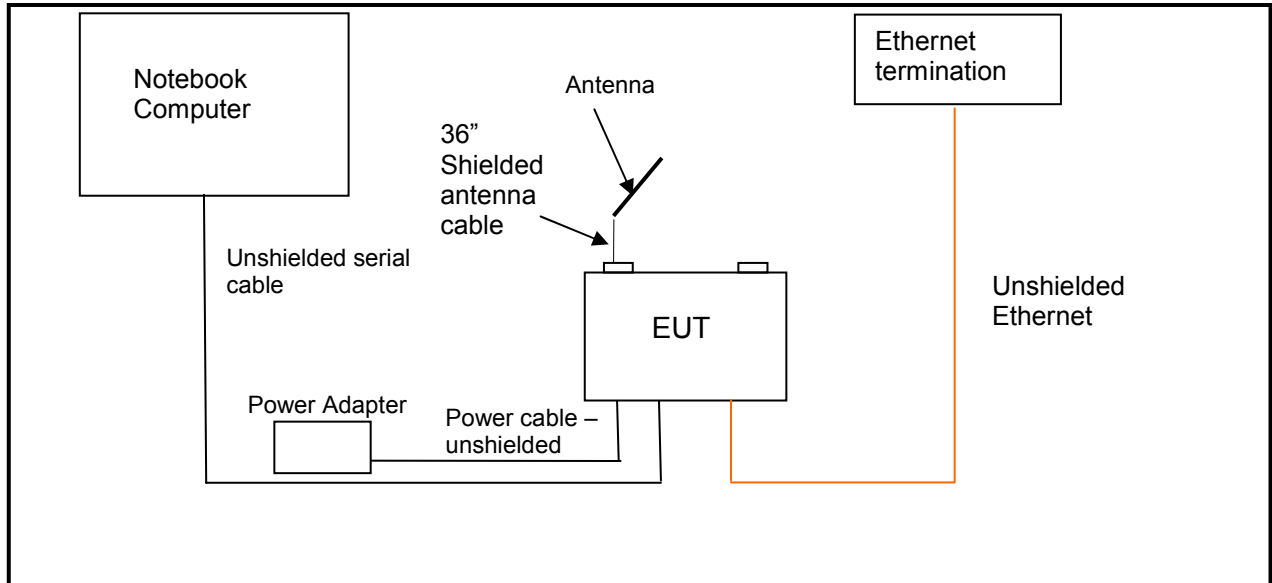 Notebook
Computer
Antenna
Ethernet
termination
36”
Shielded
antenna
cable
Unshielded serial
cable
EUT
Unshielded
Ethernet
Power Adapter
Power cable –
unshielded